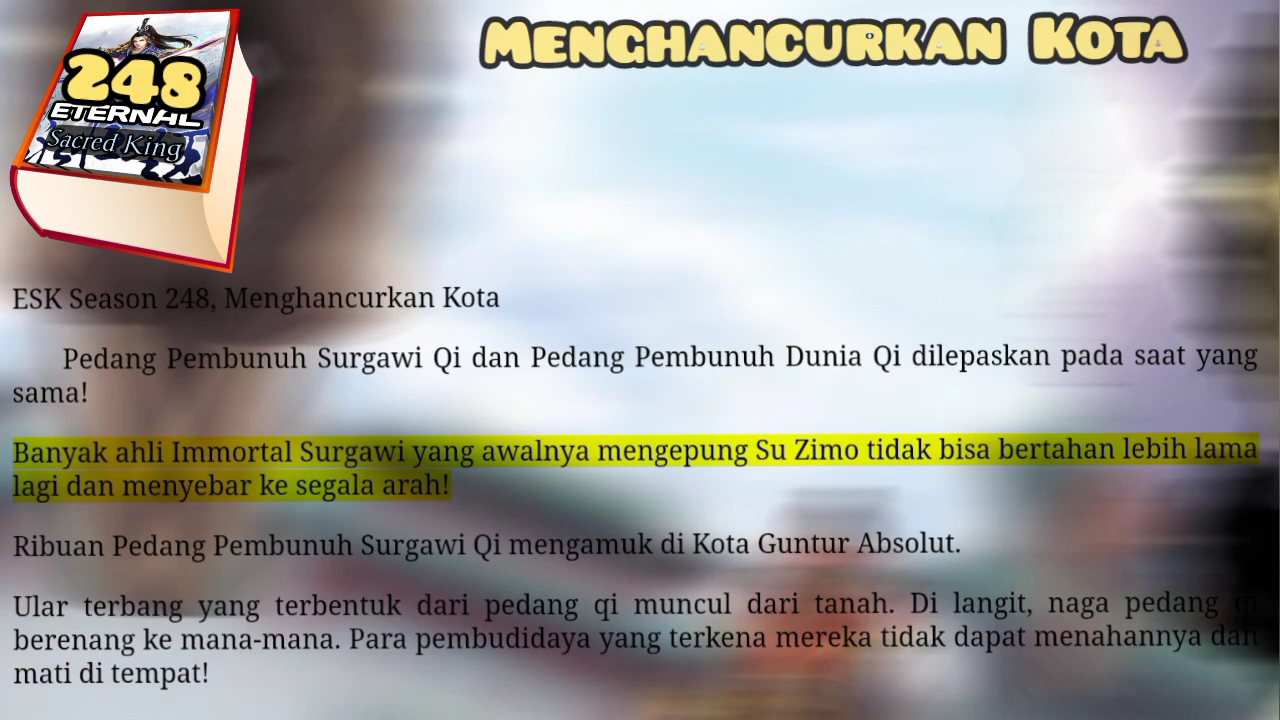 Menghancurkan Kota
248
ETERNAL
Sacred King
ESK Season 248, Menghancurkan Kota
Pedang Pembunuh Surgawi Qi dan Pedang Pembunuh Dunia Qi dilepaskan pada saat yang
sama!
Banyak ahli Immortal Surgawi yang awalnya mengepung Su Zimo tidak bisa bertahan lebih lama
lagi dan menyebar ke segala arah!
Ribuan Pedang Pembunuh Surgawi Qi mengamuk di Kota Guntur Absolut.
Ular terbang yang terbentuk dari pedang qi muncul dari tanah. Di langit, naga pedang qi
berenang ke mana-mana. Para pembudidaya yang terkena mereka tidak dapat menahannya dan
mati di tempat!